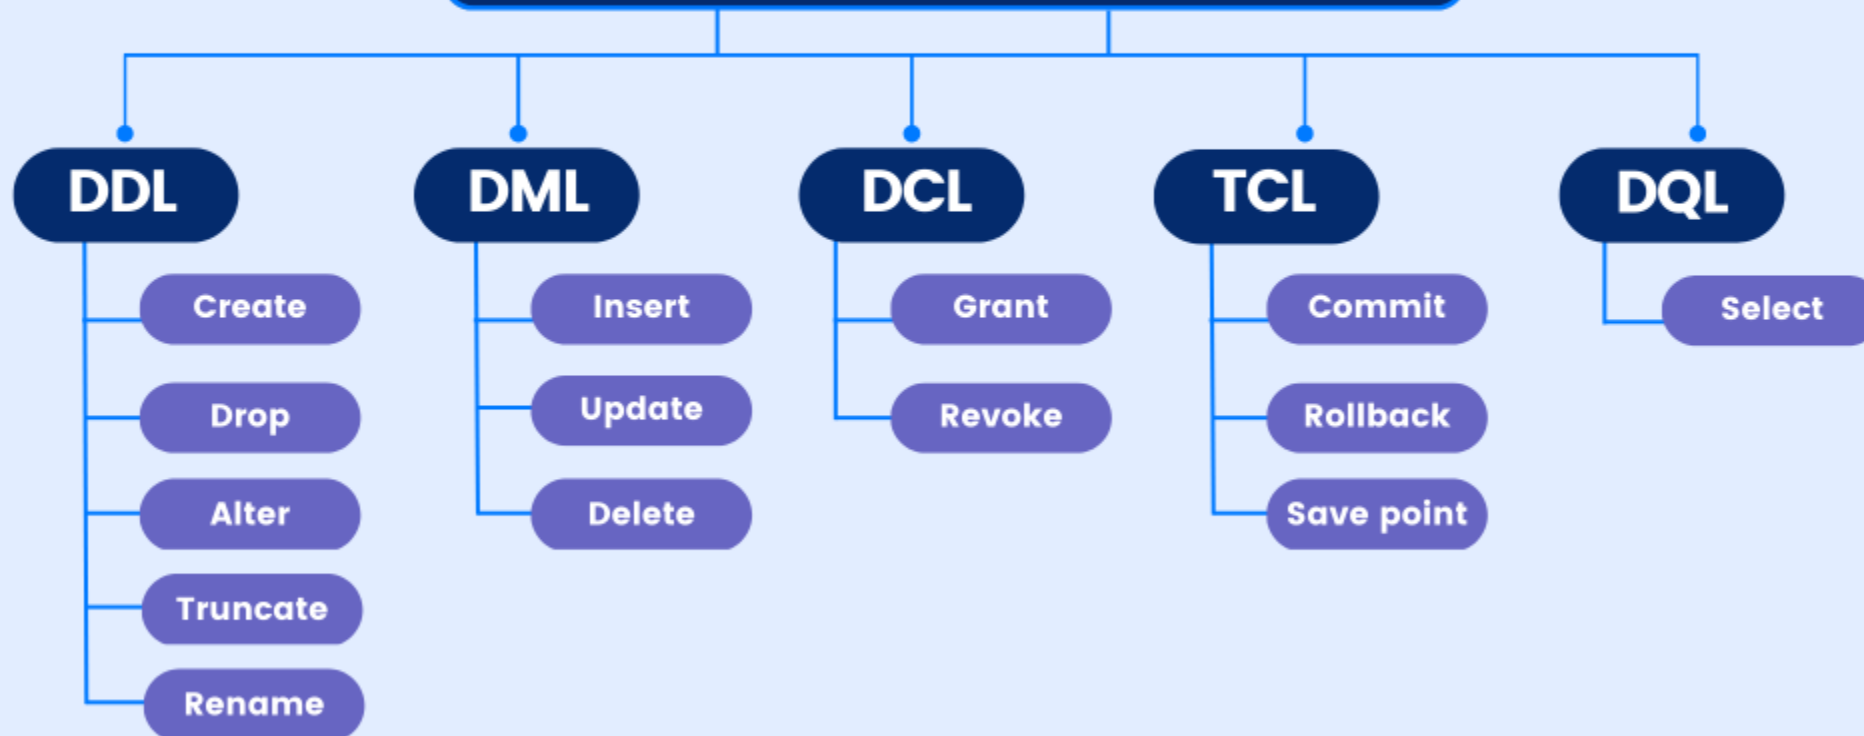 DDL
Create
Drop
Alter
Truncate
Rename
DML
Insert
Update
Delete
DCL
Grant
Revoke
TCL
Commit
Rollback
Save point
DQL
Select